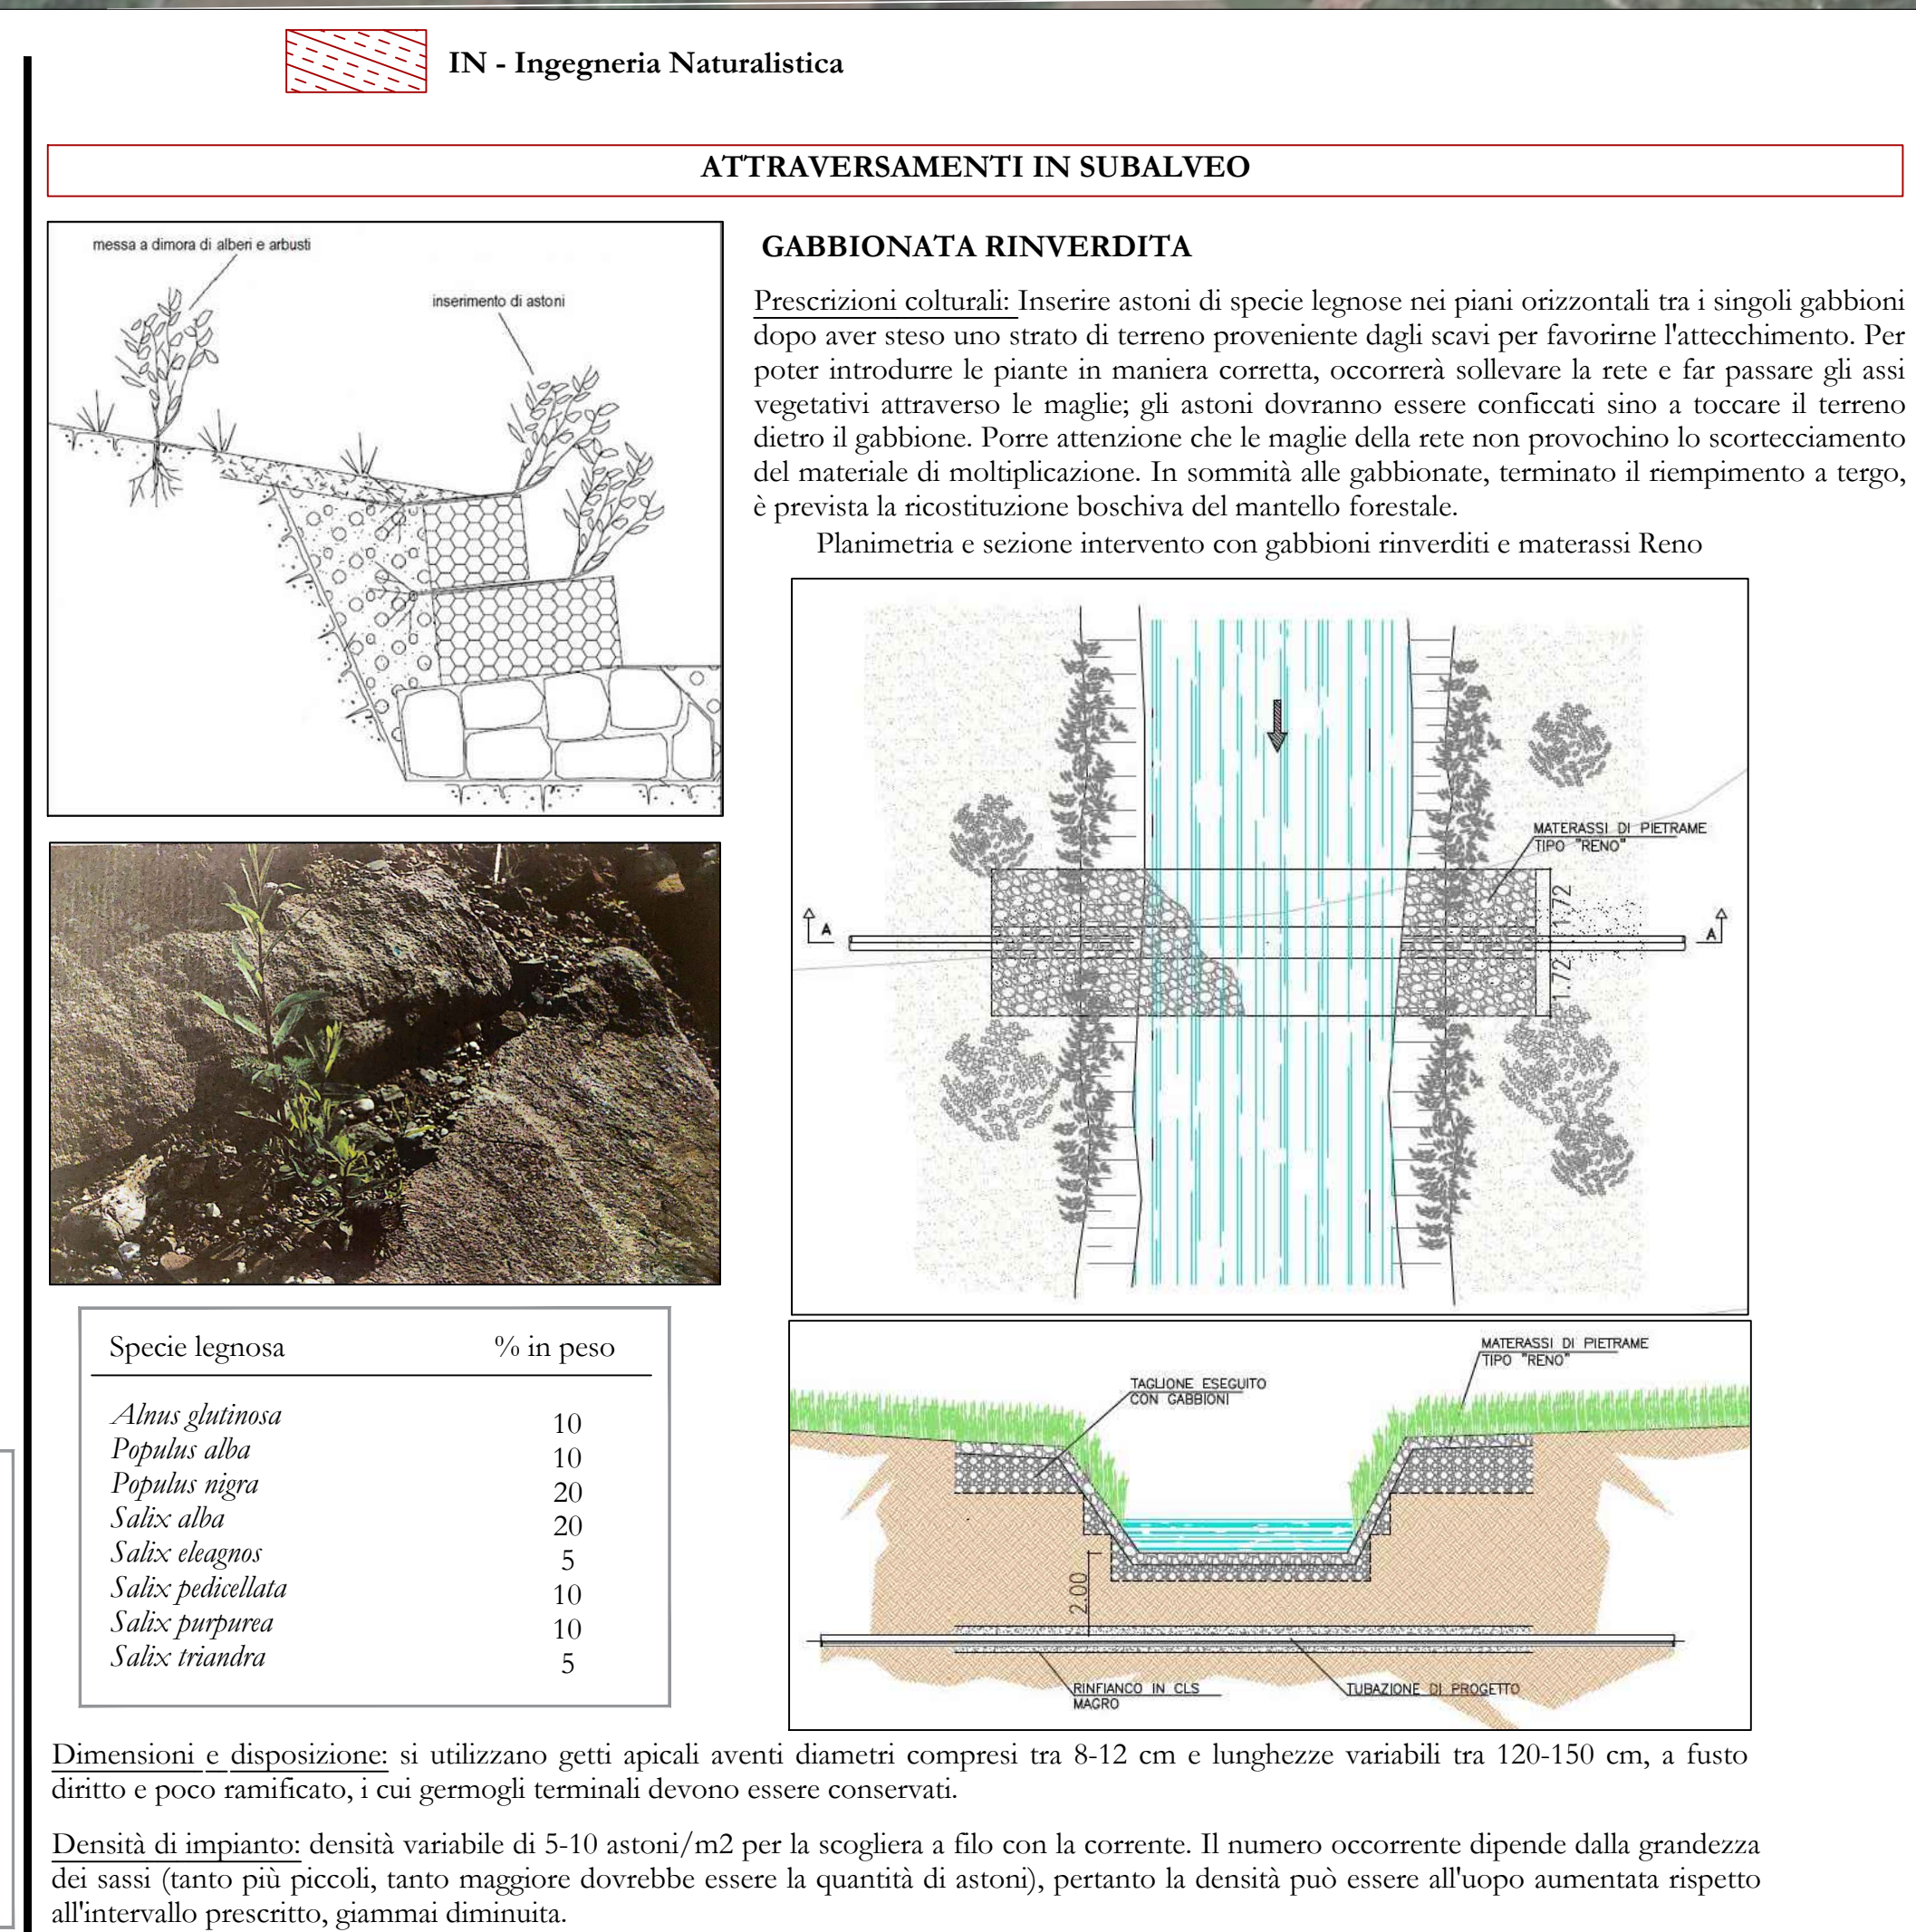 IN - Ingegneria Naturalistica
ATTRAVERSAMENTI IN SUBALVEO
messa a dimora di alberi e arbusti
inserimento di astoni
GABBIONATA RINVERDITA
Prescrizioni colturali: Inserire astoni di specie legnose nei piani orizzontali tra i singoli gabbioni
dopo aver steso uno strato di terreno proveniente dagli scavi per favorirne l'attecchimento. Per
poter introdurre le piante in maniera corretta, occorrerà sollevare la rete e far passare gli assi
vegetativi attraverso le maglie; gli astoni dovranno essere conficcati sino a toccare il terreno
dietro il gabbione. Porre attenzione che le maglie della rete non provochino lo scortecciamento
del materiale di moltiplicazione. In sommità alle gabbionate, terminato il riempimento a tergo,
è prevista la ricostituzione boschiva del mantello forestale.
Planimetria e sezione intervento con gabbioni rinverditi e materassi Reno
MATERASSI DI PIETRAME
TIPO "RENO"
1.72
1.72
A
A
MATERASSI DI PIETRAME
TIPO "RENO"
TAGLIONE ESEGUITO
CON GABBIONI
2.00
RINFIANCO IN CLS
MAGRO
TUBAZIONE DI PROGETTO
Specie legnosa % in peso
Alnus glutinosa 10
Populus alba 10
Populus nigra 20
Salix alba 20
Salix eleagnos 5
Salix pedicellata 10
Salix purpurea 10
Salix triandra 5
Dimensioni e disposizione: si utilizzano getti apicali aventi diametri compresi tra 8-12 cm e lunghezze variabili tra 120-150 cm, a fusto
diritto e poco ramificato, i cui germogli terminali devono essere conservati.
Densità di impianto: densità variabile di 5-10 astoni/m2 per la scogliera a filo con la corrente. Il numero occorrente dipende dalla grandezza
dei sassi (tanto più piccoli, tanto maggiore dovrebbe essere la quantità di astoni), pertanto la densità può essere all'uopo aumentata rispetto
all'intervallo prescritto, giammai diminuita.